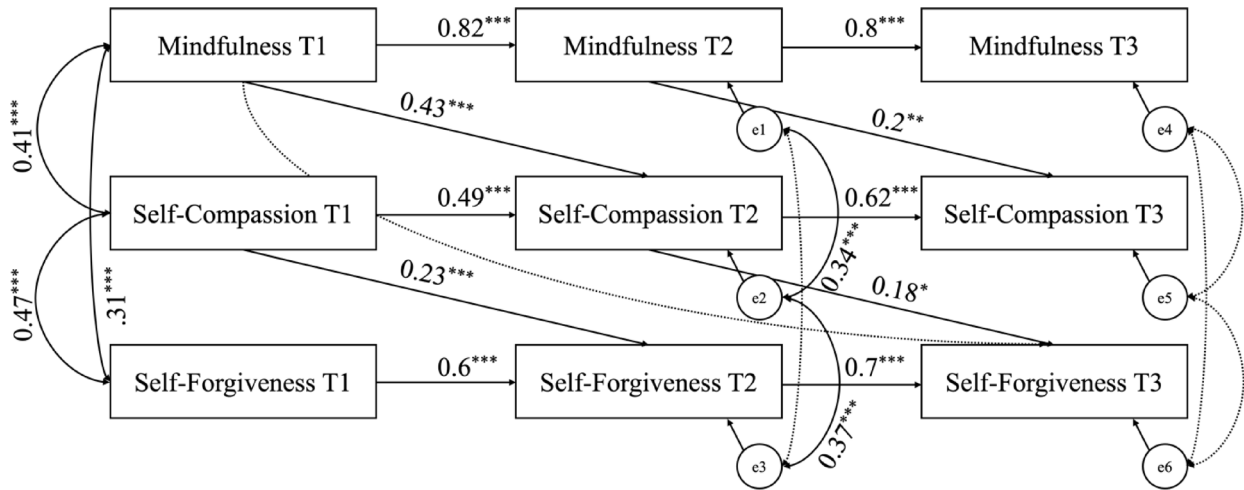 Mindfulness T1
0.82***
Mindfulness T2
0.8***
Mindfulness T3
0.41***
0.43***
e1
0.2**
e4
Self-Compassion T1
0.49***
Self-Compassion T2
0.62***
Self-Compassion T3
0.47***
.31***
0.23***
e2
0.34***
0.18*
e5
Self-Forgiveness T1
0.6***
Self-Forgiveness T2
0.7***
Self-Forgiveness T3
e3
0.37***
e6